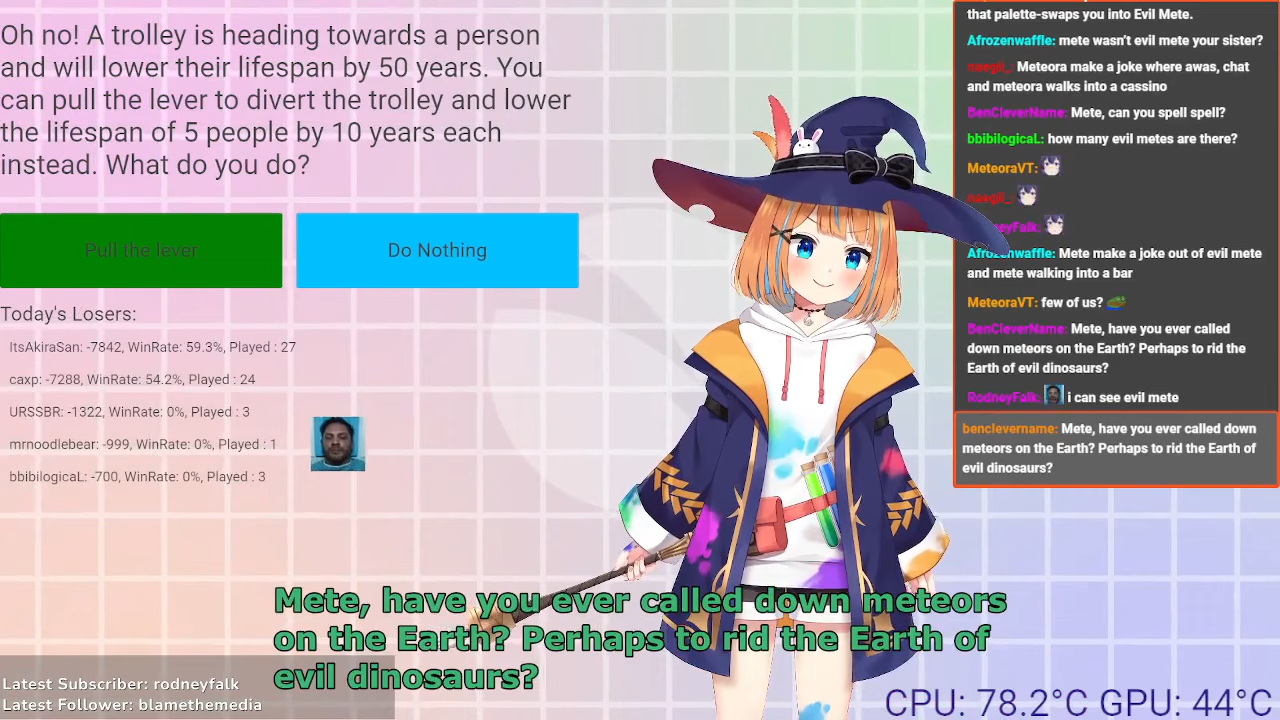 Oh no! A trolley is heading towards a person
and will lower their lifespan by 50 years. You
can pull the lever to divert the trolley and lower
the lifespan of 5 people by 10 years each
instead. What do you do?
Pull the lever
Do Nothing
Today's Losers:
ItsAkiraSan: -7842, WinRate: 59.3%, Played : 27
caxp: -7288, WinRate: 54.2%, Played : 24
URSSBR: -1322, WinRate: 0%, Played : 3
mrnoodlebear: -999, WinRate: 0%, Played : 1
bbibilogicaL: -700, WinRate: 0%, Played : 3
that palette-swaps you into Evil Mete.
Afrozenwaffle: mete wasn't evil mete your sister?
Meteora make a joke where awas, chat
and meteora walks into a cassino
BenCleverName: Mete, can you spell spell?
bbibilogicaL: how many evil metes are there?
MeteoraVT:
Afrozenwaffle: Mete make a joke out of evil mete
and mete walking into a bar
MeteoraVT: few of us?
BenCleverName: Mete, have you ever called
down meteors on the Earth? Perhaps to rid the
Earth of evil dinosaurs?
RodneyFalk: i can see evil mete
benclevername: Mete, have you ever called down
meteors on the Earth? Perhaps to rid the Earth of
evil dinosaurs?
Mete, have you ever called down meteors
on the Earth? Perhaps to rid the Earth of
evil dinosaurs?
Latest Subscriber: rodneyfalk
Latest Follower: blamethemedia
CPU: 78.2°C GPU: 44°C